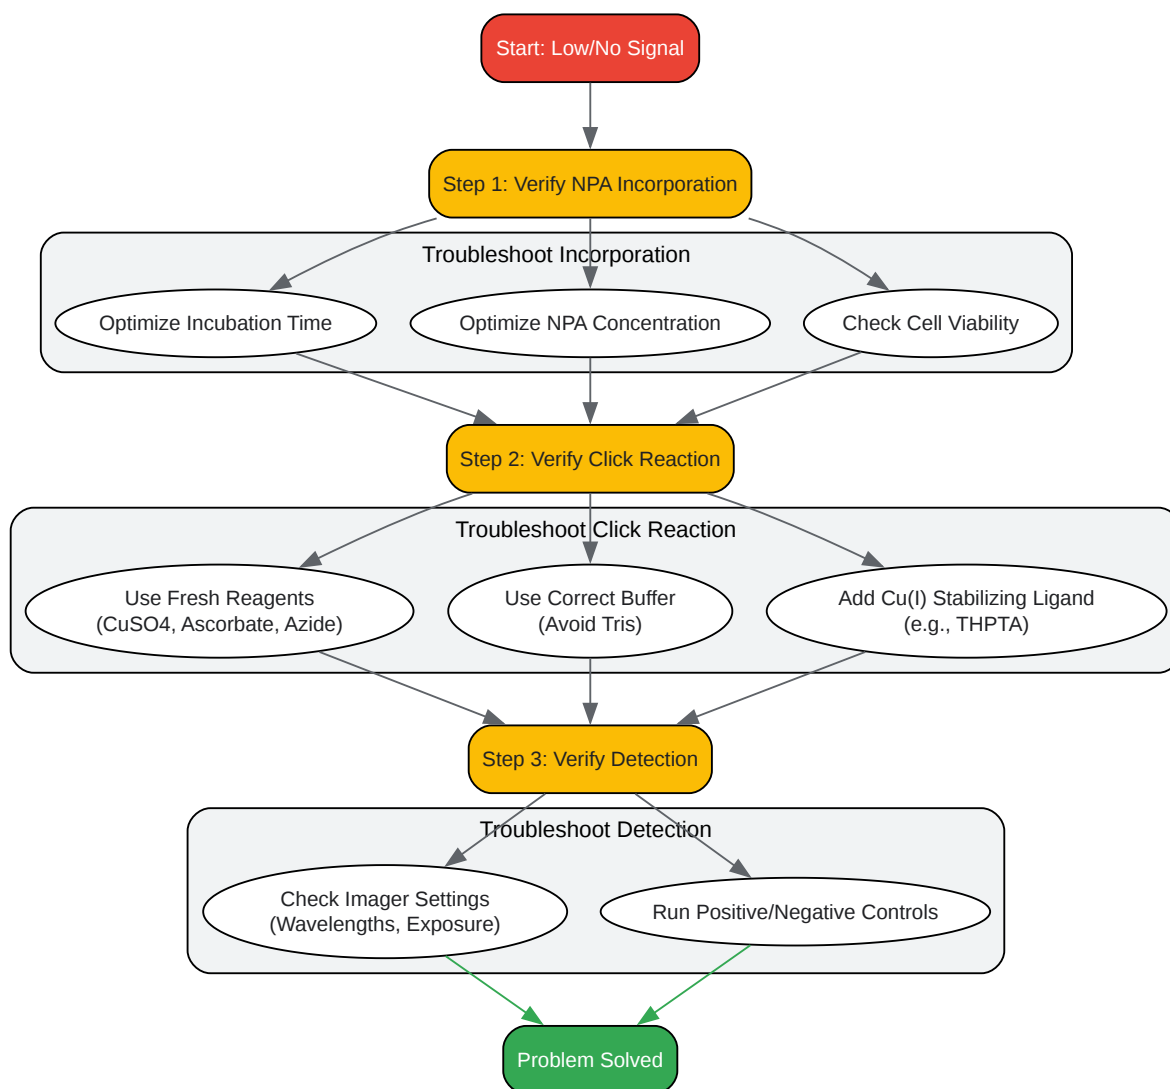 Start: Low/No Signal
Step 1: Verify NPA Incorporation
Troubleshoot Incorporation
Optimize Incubation Time
Optimize NPA Concentration
Check Cell Viability
Step 2: Verify Click Reaction
Troubleshoot Click Reaction
Use Fresh Reagents
(CuSO4, Ascorbate, Azide)
Use Correct Buffer
(Avoid Tris)
Add Cu(I) Stabilizing Ligand
(e.g., THPTA)
Step 3: Verify Detection
Troubleshoot Detection
Check Imager Settings
(Wavelengths, Exposure)
Run Positive/Negative Controls
Problem Solved